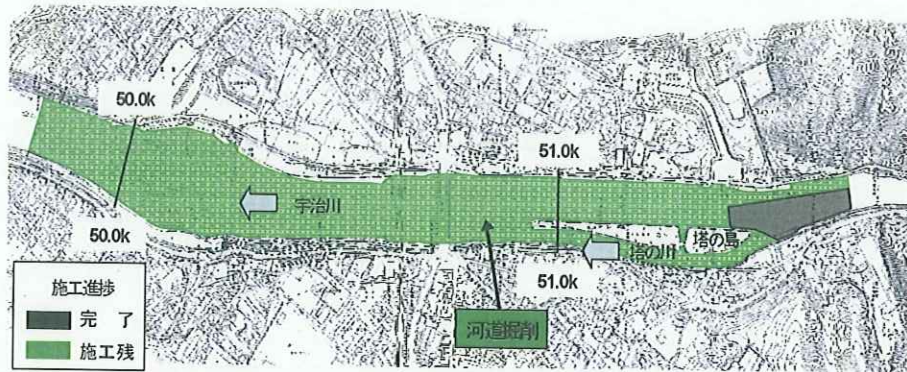 50.0k
51.0k
宇治川
塔の島
塔の川
50.0k
51.0k
施工進捗
完 了
施工残
河道掘削